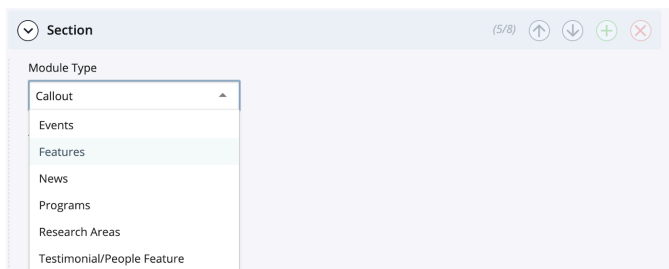 Section (5/8)
Module Type
Callout
Events
Features
News
Programs
Research Areas
Testimonial/People Feature